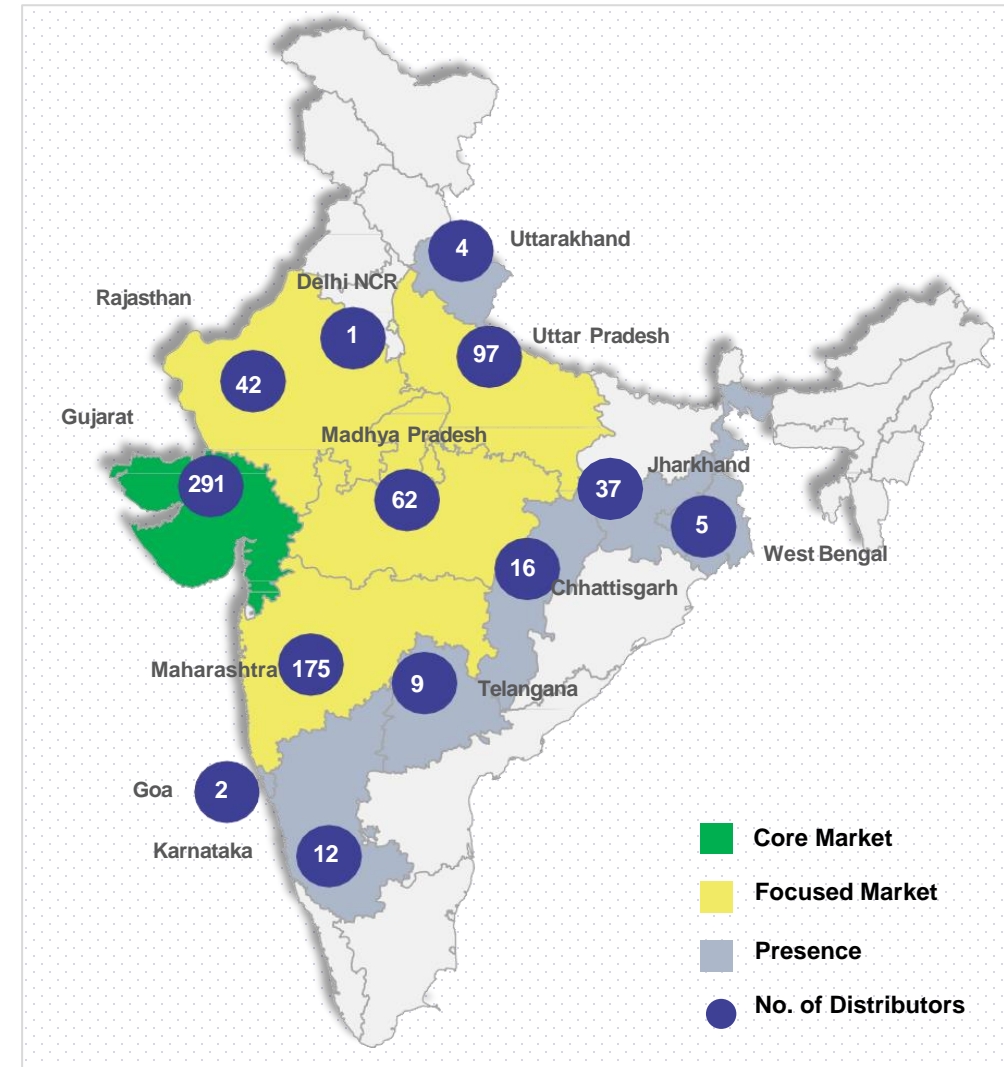 4
Uttarakhand
Delhi NCR
Rajasthan
1
Uttar Pradesh
97
42
Gujarat
Madhya Pradesh
Jharkhand
291
37
62
5
West Bengal
16
Chhattisgarh
Maharashtra
175
9
Telangana
Goa
2
Karnataka
12
Core Market
Focused Market
Presence
No. of Distributors